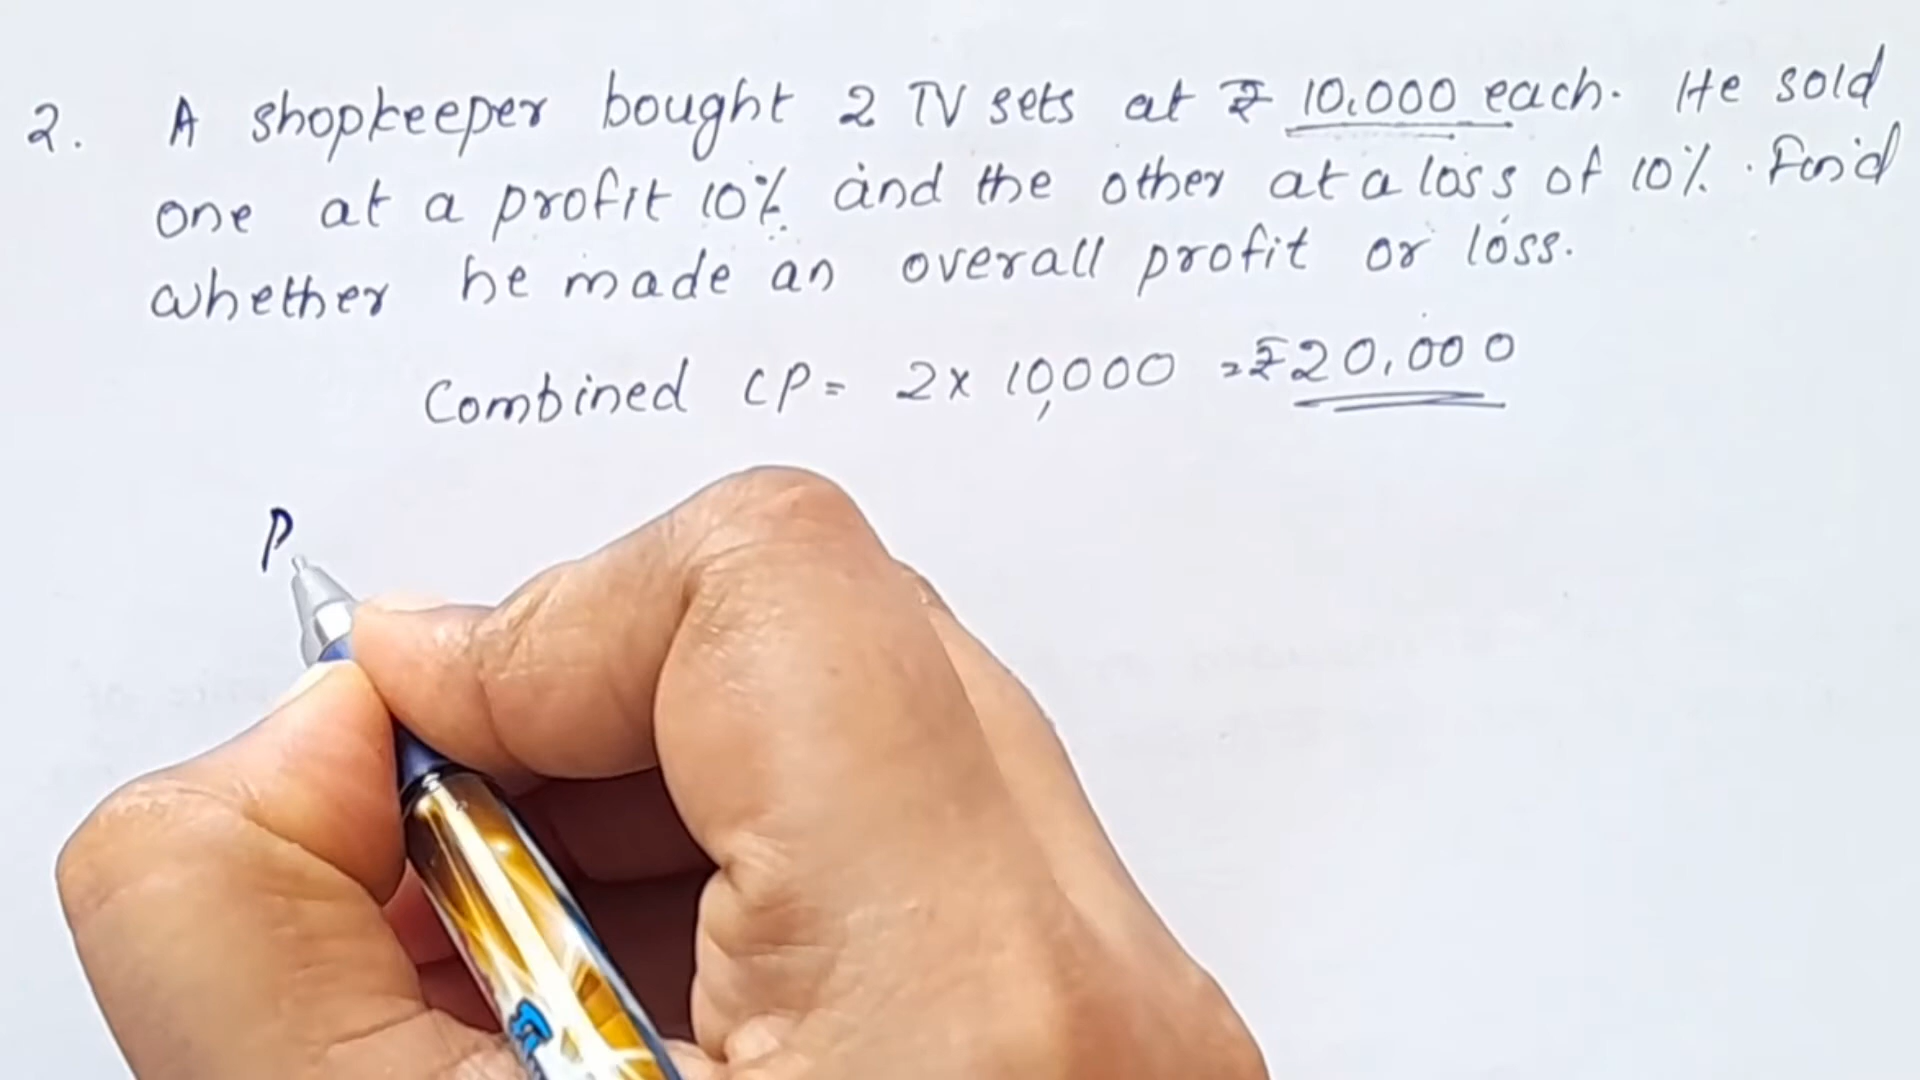 2. A shopkeeper bought 2 TV sets at ₹ 10,000 each. He sold
one at a profit 10% and the other at a loss of 10%. Find
whether he made an overall profit or loss.
Combined CP = 2 x 10,000 = ₹20,000
P